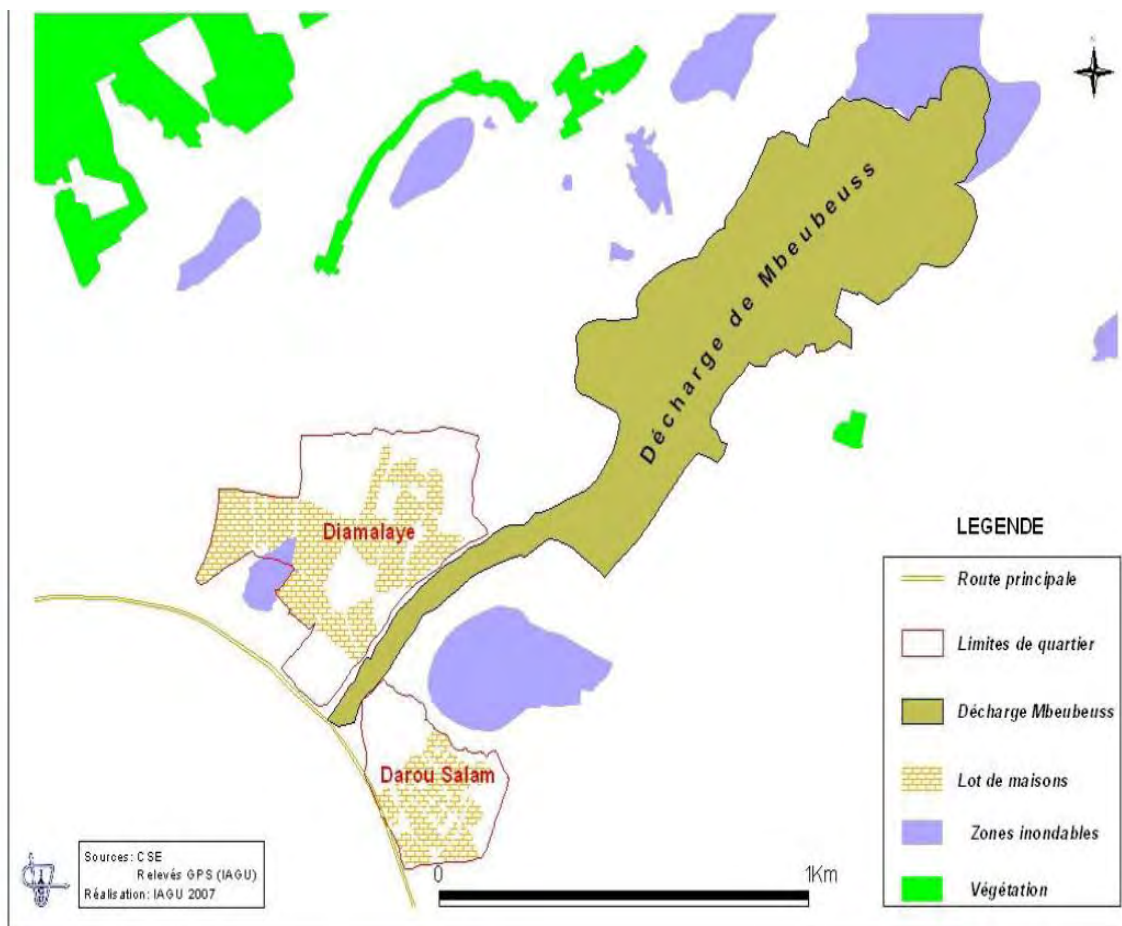 Décharge de Mbeubeuss
Diamalaye
Darou Salam
LEGENDE
Route principale
Limites de quartier
Décharge Mbeubeuss
Lot de maisons
Zones inondables
Végétation
Sources: CSE
Relevés GPS (IAGU)
Réalisation: IAGU 2007
0
1Km